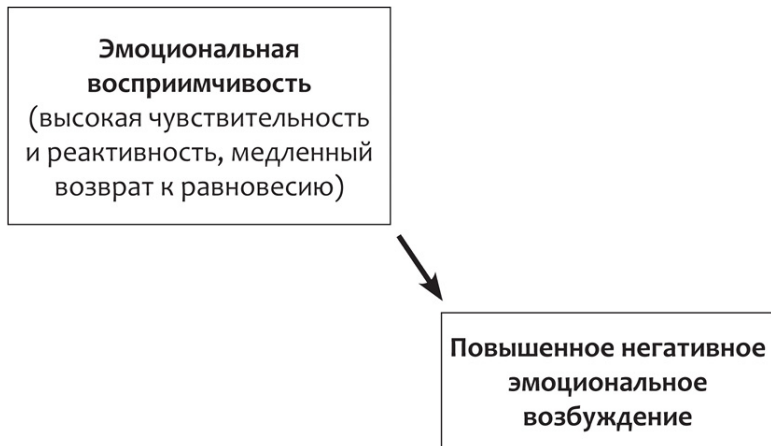 Эмоциональная
восприимчивость
(высокая чувствительность
и реактивность, медленный
возврат к равновесию)
Повышенное негативное
эмоциональное
возбуждение